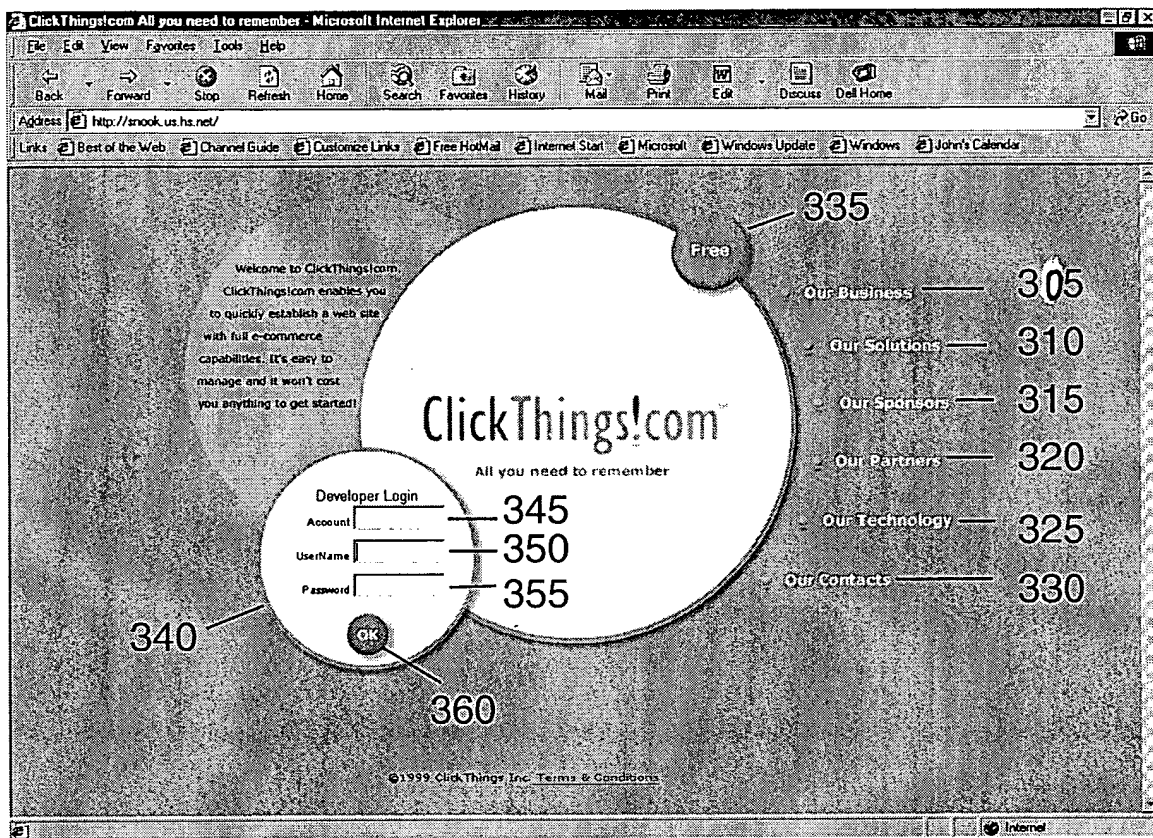 ClickThings!com All you need to remember - Microsoft Internet Explorer
File Edit View Favorites Tools Help
Back Forward Stop Refresh Home Search Favorites History Mail Print Edit Discuss Dell Home
Address http://snook.us.hs.net/ Go
Links Best of the Web Channel Guide Customize Links Free HotMail Internet Start Microsoft Windows Update Windows John's Calendar
Free 335
Welcome to ClickThings!com.
ClickThings!com enables you
to quickly establish a web site
with full e-commerce
capabilities. It's easy to
manage and it won't cost
you anything to get started!
Our Business 305
Our Solutions 310
Our Sponsors 315
Our Partners 320
Our Technology 325
Our Contacts 330
ClickThings!com™
All you need to remember
Developer Login
Account 345
UserName 350
Password 355
340
OK
360
©1999 ClickThings Inc. Terms & Conditions
Internet